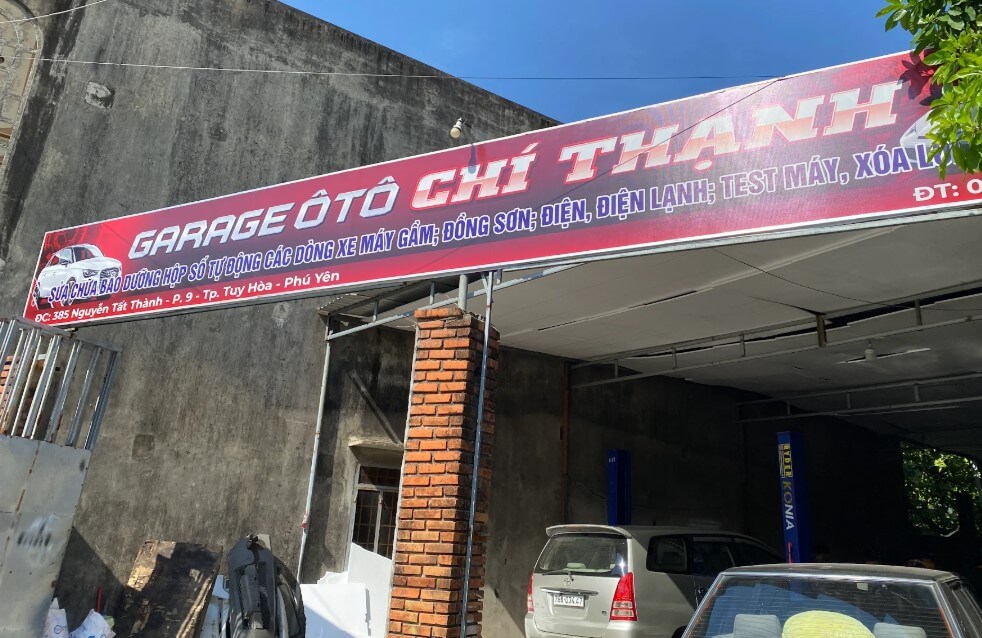 GARAGE ÔTÔ CHÍ THẠNH
SỬA CHỮA BẢO DƯỠNG HỘP SỐ TỰ ĐỘNG CÁC DÒNG XE MÁY GẦM; ĐỒNG SƠN; ĐIỆN, ĐIỆN LẠNH; TEST MÁY, XÓA
ĐC: 385 Nguyễn Tất Thành - P. 9 - Tp. Tuy Hòa - Phú Yên
ĐT: 0
RYDER
KONIA